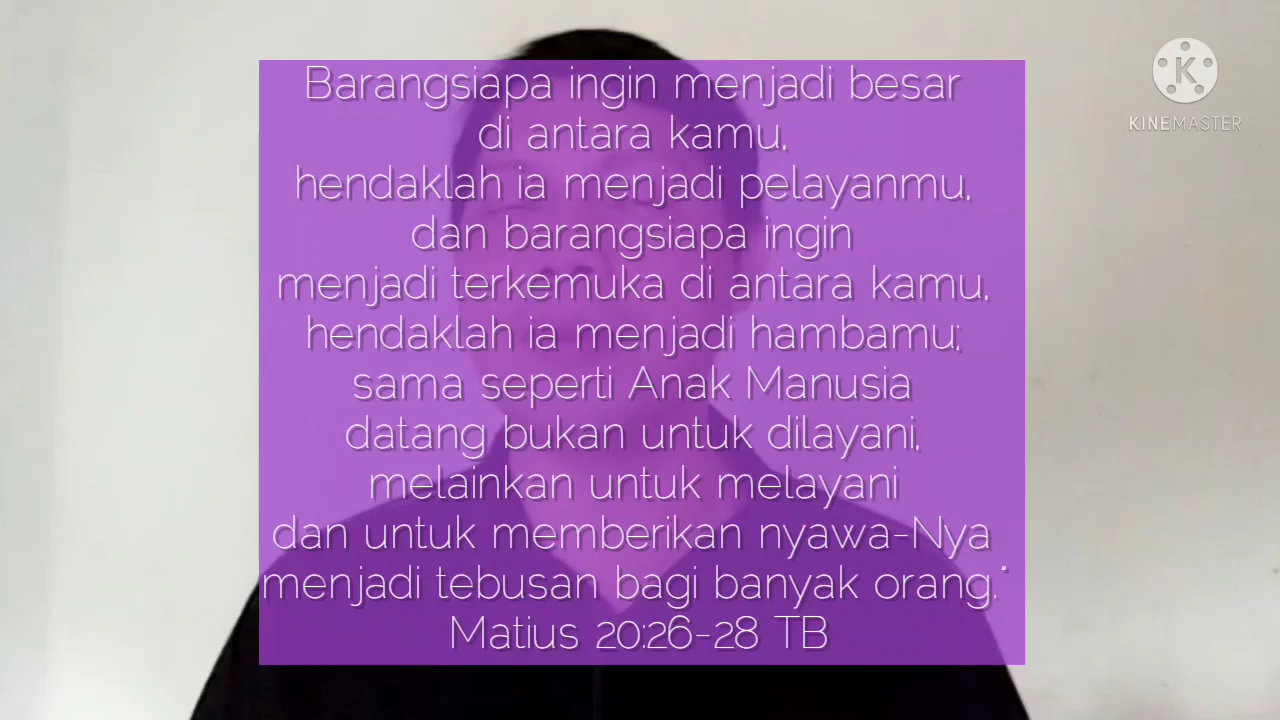 Barangsiapa ingin menjadi besar
di antara kamu,
hendaklah ia menjadi pelayanmu,
dan barangsiapa ingin
menjadi terkemuka di antara kamu,
hendaklah ia menjadi hambamu;
sama seperti Anak Manusia
datang bukan untuk dilayani,
melainkan untuk melayani
dan untuk memberikan nyawa-Nya
menjadi tebusan bagi banyak orang."
Matius 20:26-28 TB
K
KINEMASTER